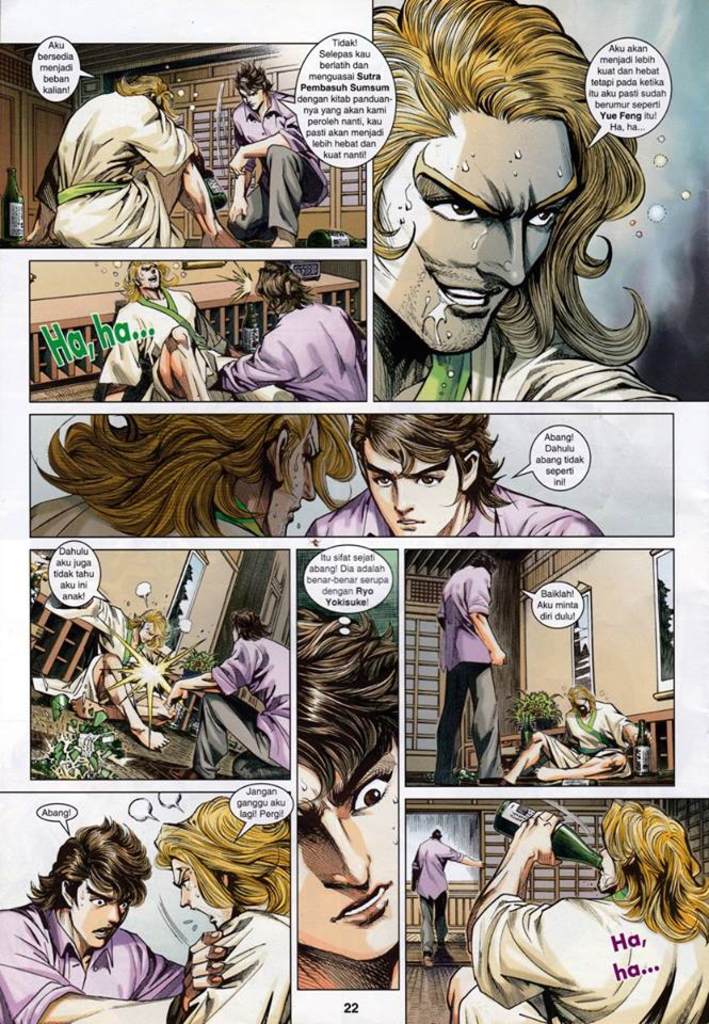 Aku
bersedia
menjadi
beban
kalian!
Tidak!
Selepas kau
berlatih dan
menguasai Sutra
Pembasuh Sumsum
dengan kitab panduan-
nya yang akan kami
peroleh nanti, kau
pasti akan menjadi
lebih hebat dan
kuat nanti!
Aku akan
menjadi lebih
kuat dan hebat
tetapi pada ketika
itu aku pasti sudah
berumur seperti
Yue Feng itu!
Ha, ha...
Ha, ha...
Abang!
Dahulu
abang tidak
seperti
ini!
Dahulu
aku juga
tidak tahu
aku ini
anak!
Itu sifat sejati
abang! Dia adalah
benar-benar serupa
dengan Ryo
Yokisuke!
Baiklah!
Aku minta
diri dulu!
Abang!
Jangan
ganggu aku
lagi! Pergi!
Ha,
ha...
22